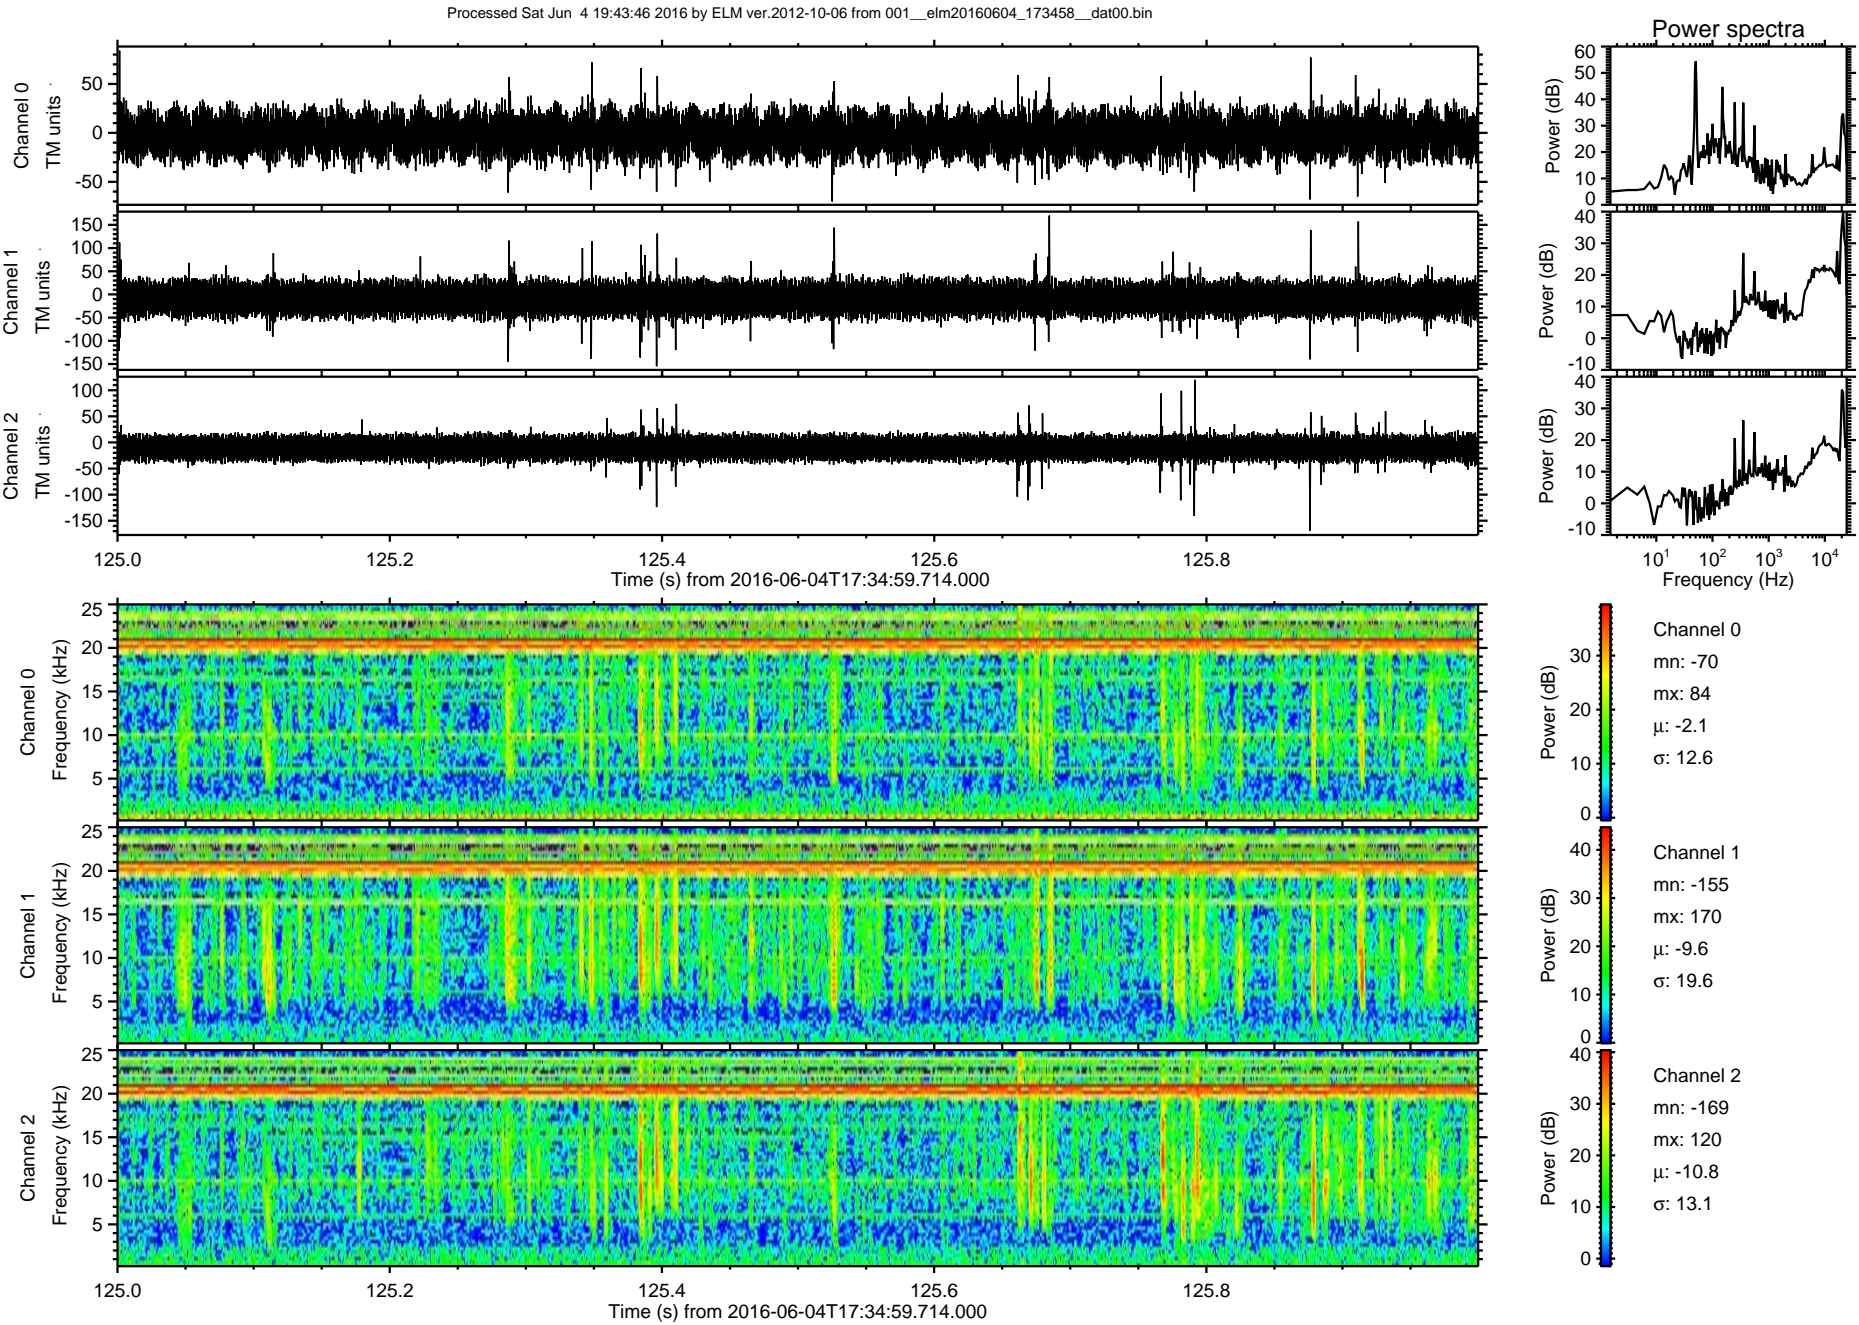 Processed Sat Jun  4 19:43:46 2016 by ELM ver.2012-10-06 from 001__elm20160604_173458__dat00.bin
Power spectra
Channel 0
TM units
50
0
-50
Power (dB)
60
50
40
30
20
10
0
Channel 1
TM units
150
100
50
0
-50
-100
-150
Power (dB)
40
30
20
10
0
-10
Channel 2
TM units
100
50
0
-50
-100
-150
Power (dB)
40
30
20
10
0
-10
125.0 125.2 125.4 125.6 125.8
Time (s) from 2016-06-04T17:34:59.714.000
10^1 10^2 10^3 10^4
Frequency (Hz)
Channel 0
Frequency (kHz)
25
20
15
10
5
Power (dB)
30
20
10
0
Channel 0
mn: -70
mx: 84
μ: -2.1
σ: 12.6
Channel 1
Frequency (kHz)
25
20
15
10
5
Power (dB)
40
30
20
10
0
Channel 1
mn: -155
mx: 170
μ: -9.6
σ: 19.6
Channel 2
Frequency (kHz)
25
20
15
10
5
Power (dB)
40
30
20
10
0
Channel 2
mn: -169
mx: 120
μ: -10.8
σ: 13.1
125.0 125.2 125.4 125.6 125.8
Time (s) from 2016-06-04T17:34:59.714.000